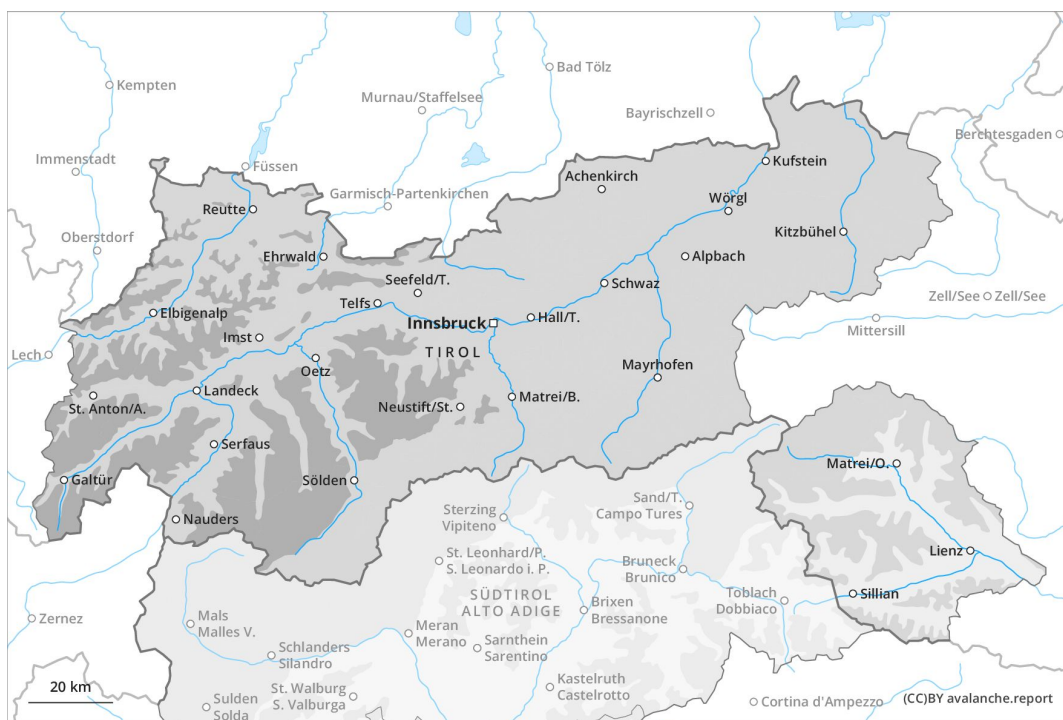 Bad Tölz
Kempten
Murnau/Staffelsee
Bayrischzell
Berchtesgaden
Immenstadt
Füssen
Kufstein
Achenkirch
Garmisch-Partenkirchen
Wörgl
Reutte
Oberstdorf
Kitzbühel
Ehrwald
Alpbach
Seefeld/T.
Schwaz
Telfs
Zell/See
Zell/See
Elbigenalp
Innsbruck
Hall/T.
Mittersill
Imst
Lech
TIROL
Oetz
Mayrhofen
Landeck
Matrei/B.
St. Anton/A.
Neustift/St.
Serfaus
Matrei/O.
Galtür
Sölden
Sand/T.
Campo Tures
Sterzing
Vipiteno
Nauders
Lienz
St. Leonhard/P.
S. Leonardo i. P.
Bruneck
Brunico
SÜDTIROL
ALTO ADIGE
Sillian
Toblach
Dobbiaco
Brixen
Bressanone
Mals
Malles V.
Zernez
Meran
Merano
Sarnthein
Sarentino
Schlanders
Silandro
Kastelruth
Castelrotto
20 km
St. Walburg
S. Valburga
Sulden
Solda
Cortina d'Ampezzo
(CC)BY avalanche.report